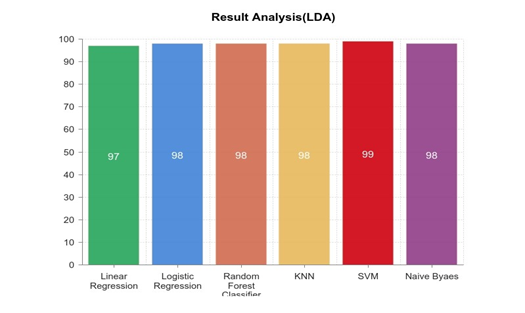 Result Analysis(LDA)
100
90
80
70
60
50
40
30
20
10
0
97
98
98
98
99
98
Linear
Regression
Logistic
Regression
Random
Forest
Classifier
KNN
SVM
Naive Byaes